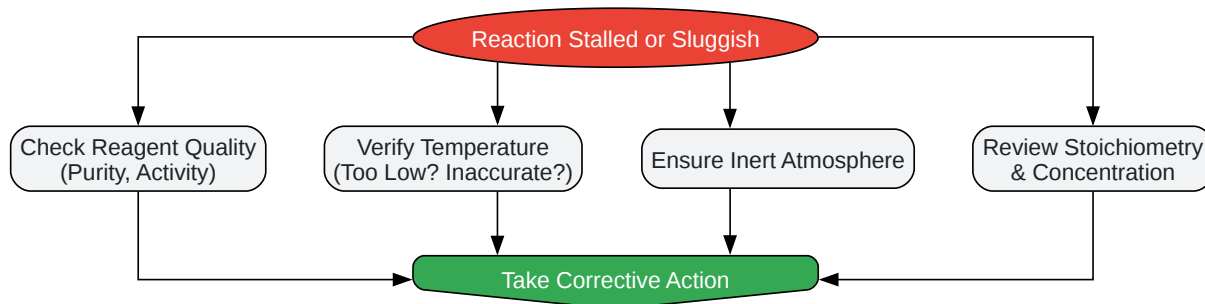 Reaction Stalled or Sluggish
Check Reagent Quality
(Purity, Activity)
Verify Temperature
(Too Low? Inaccurate?)
Ensure Inert Atmosphere
Review Stoichiometry
& Concentration
Take Corrective Action